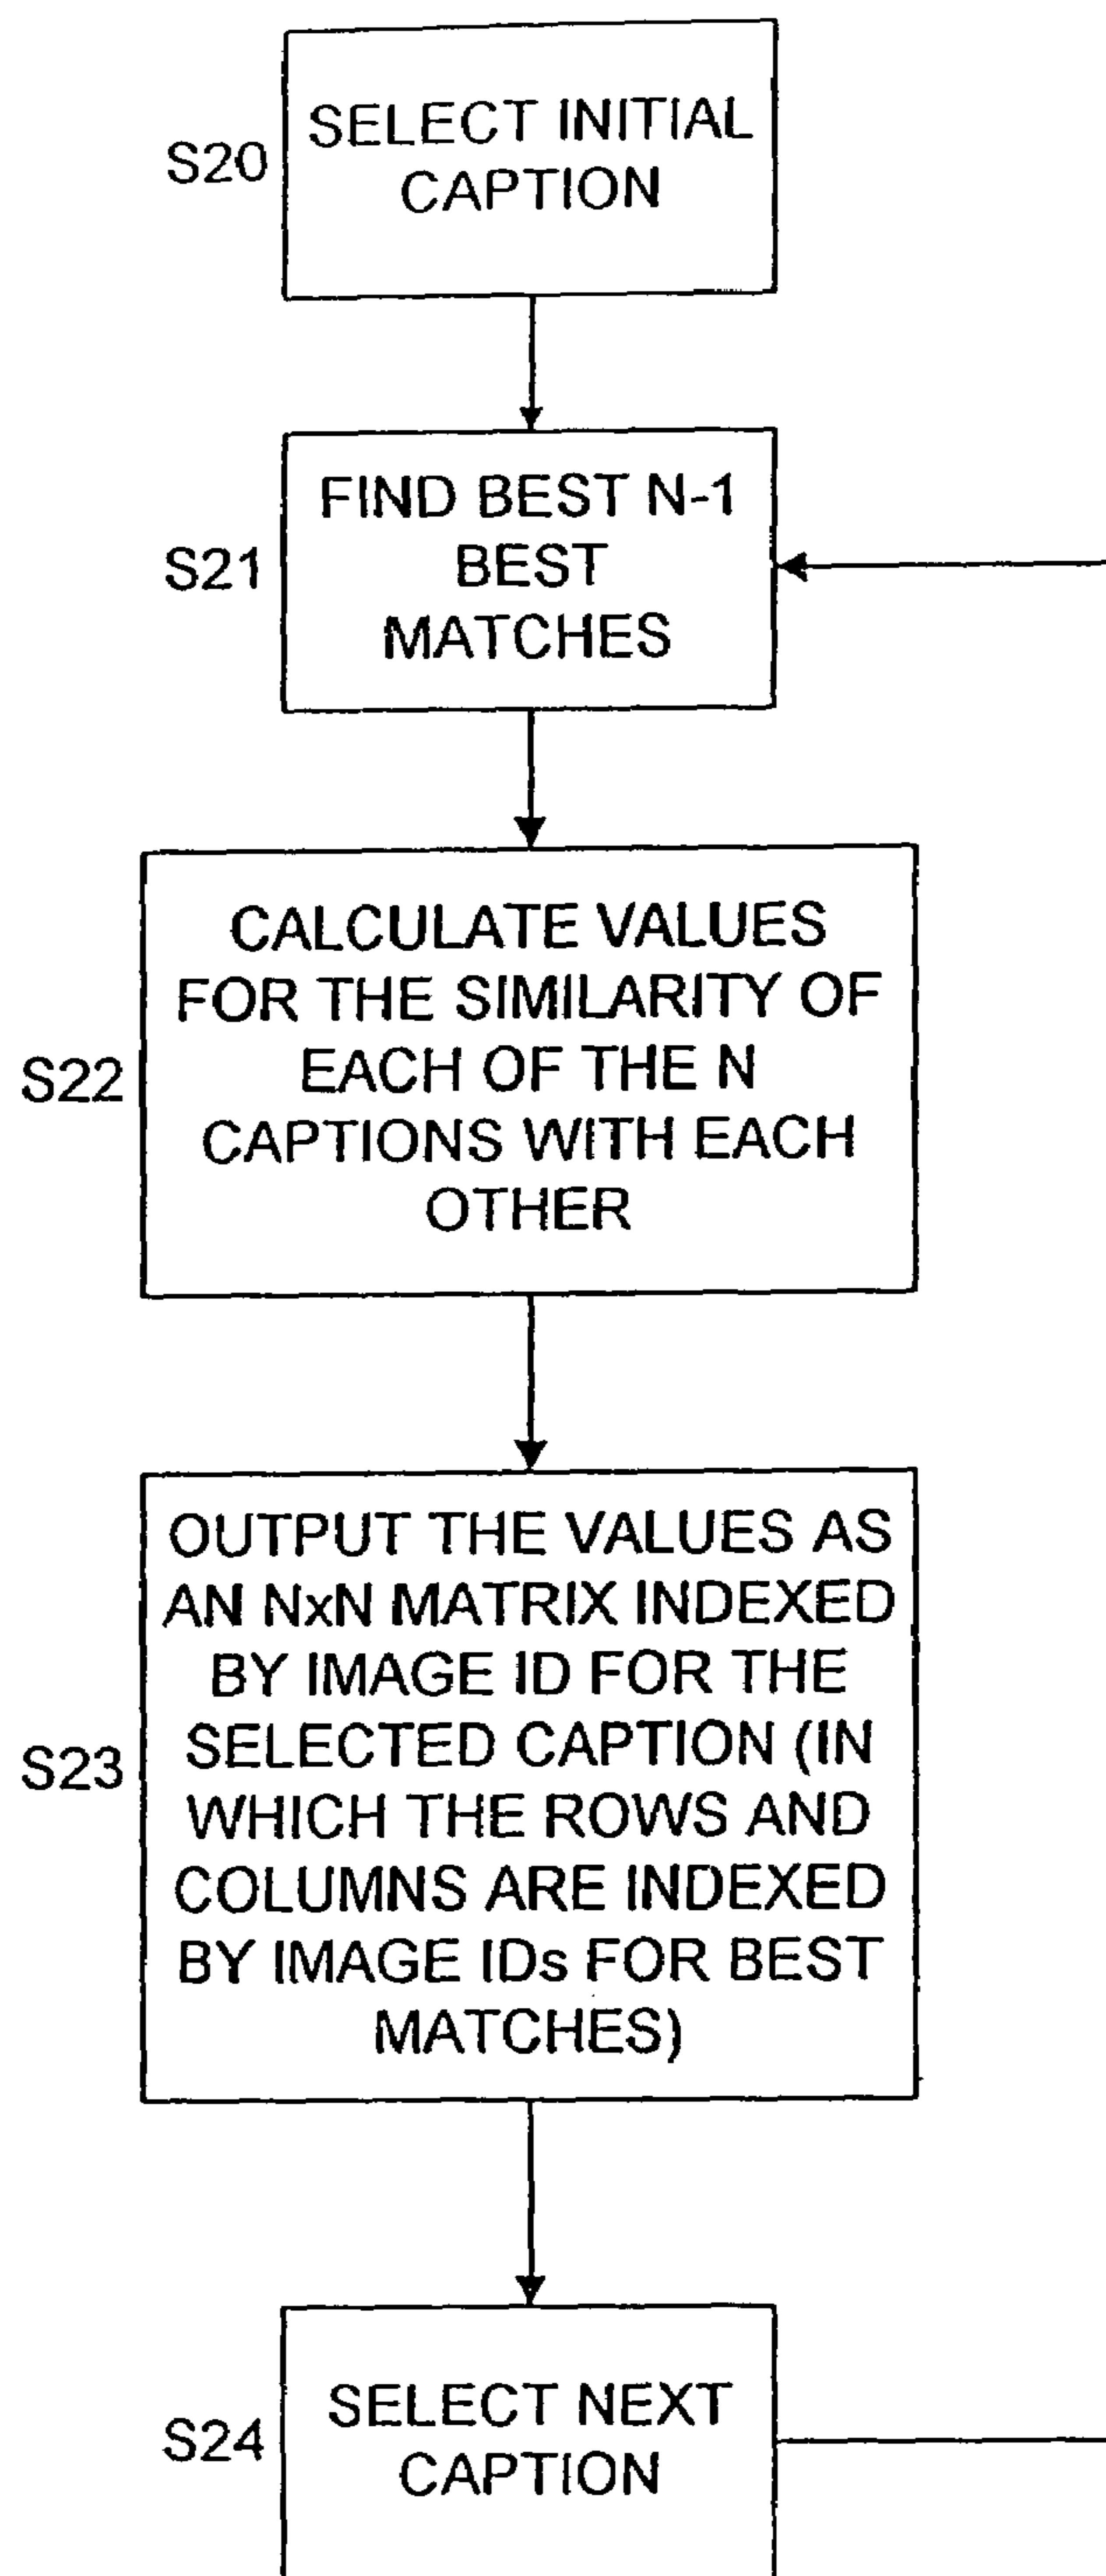 S20
SELECT INITIAL
CAPTION
S21
FIND BEST N-1
BEST
MATCHES
S22
CALCULATE VALUES
FOR THE SIMILARITY OF
EACH OF THE N
CAPTIONS WITH EACH
OTHER
S23
OUTPUT THE VALUES AS
AN NxN MATRIX INDEXED
BY IMAGE ID FOR THE
SELECTED CAPTION (IN
WHICH THE ROWS AND
COLUMNS ARE INDEXED
BY IMAGE IDs FOR BEST
MATCHES)
S24
SELECT NEXT
CAPTION